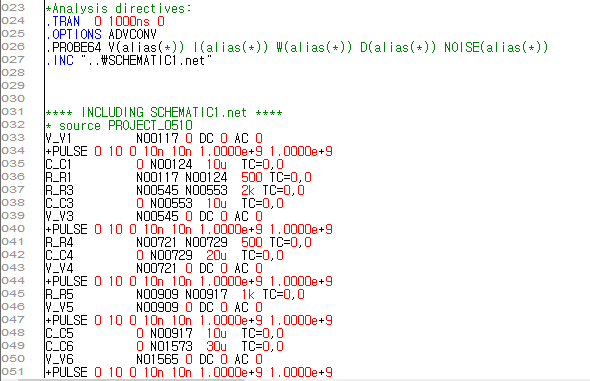 023 *Analysis directives:
024 .TRAN  0 1000ns 0
025 .OPTIONS ADVCONV
026 .PROBE64 V(alias(*)) I(alias(*)) W(alias(*)) D(alias(*)) NOISE(alias(*))
027 .INC "..₩SCHEMATIC1.net"
028
029
030
031 **** INCLUDING SCHEMATIC1.net ****
032 * source PROJECT_0510
033 V_V1         N00117 0 DC 0 AC 0
034 +PULSE 0 10 0 10n 10n 1.0000e+9 1.0000e+9
035 C_C1         0 N00124  10u  TC=0,0
036 R_R1         N00117 N00124  500 TC=0,0
037 R_R3         N00545 N00553  2k TC=0,0
038 C_C3         0 N00553  10u  TC=0,0
039 V_V3         N00545 0 DC 0 AC 0
040 +PULSE 0 10 0 10n 10n 1.0000e+9 1.0000e+9
041 R_R4         N00721 N00729  500 TC=0,0
042 C_C4         0 N00729  20u  TC=0,0
043 V_V4         N00721 0 DC 0 AC 0
044 +PULSE 0 10 0 10n 10n 1.0000e+9 1.0000e+9
045 R_R5         N00909 N00917  1k TC=0,0
046 V_V5         N00909 0 DC 0 AC 0
047 +PULSE 0 10 0 10n 10n 1.0000e+9 1.0000e+9
048 C_C5         0 N00917  10u  TC=0,0
049 C_C6         0 N01573  30u  TC=0,0
050 V_V6         N01565 0 DC 0 AC 0
051 +PULSE 0 10 0 10n 10n 1.0000e+9 1.0000e+9